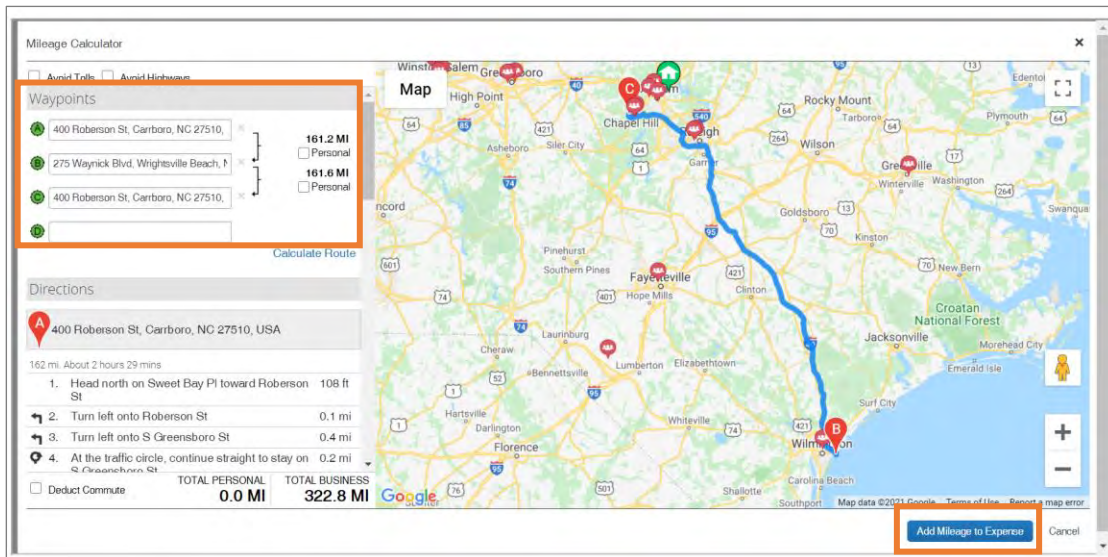 Mileage Calculator
×
Avoid Tolls Avoid Highways
Waypoints
A 400 Roberson St, Carrboro, NC 27510,
161.2 MI
Personal
B 275 Waynick Blvd, Wrightsville Beach, N
161.6 MI
Personal
C 400 Roberson St, Carrboro, NC 27510,
D
Calculate Route
Directions
A 400 Roberson St, Carrboro, NC 27510, USA
162 mi. About 2 hours 29 mins
1. Head north on Sweet Bay Pl toward Roberson St 108 ft
2. Turn left onto Roberson St 0.1 mi
3. Turn left onto S Greensboro St 0.4 mi
4. At the traffic circle, continue straight to stay on 0.2 mi
S Greensboro St
Deduct Commute
TOTAL PERSONAL
0.0 MI
TOTAL BUSINESS
322.8 MI
Map
High Point
Chapel Hill
Rocky Mount
Tarboro
Plymouth
Asheboro
Siler City
Wilson
Garner
Winterville
Washington
Goldsboro
Kinston
Swanqua
ncord
Pinehurst
Southern Pines
New Bern
Hope Mills
Clinton
Croatan
National Forest
Laurinburg
Jacksonville
Morehead City
Cheraw
Lumberton
Elizabethtown
Emerald Isle
Bennettsville
Surf City
Hartsville
Darlington
Whiteville
Florence
B
C
Carolina Beach
Shallotte
Southport
Google
Map data ©2021 Google
Terms of Use
Report a map error
Add Mileage to Expense
Cancel